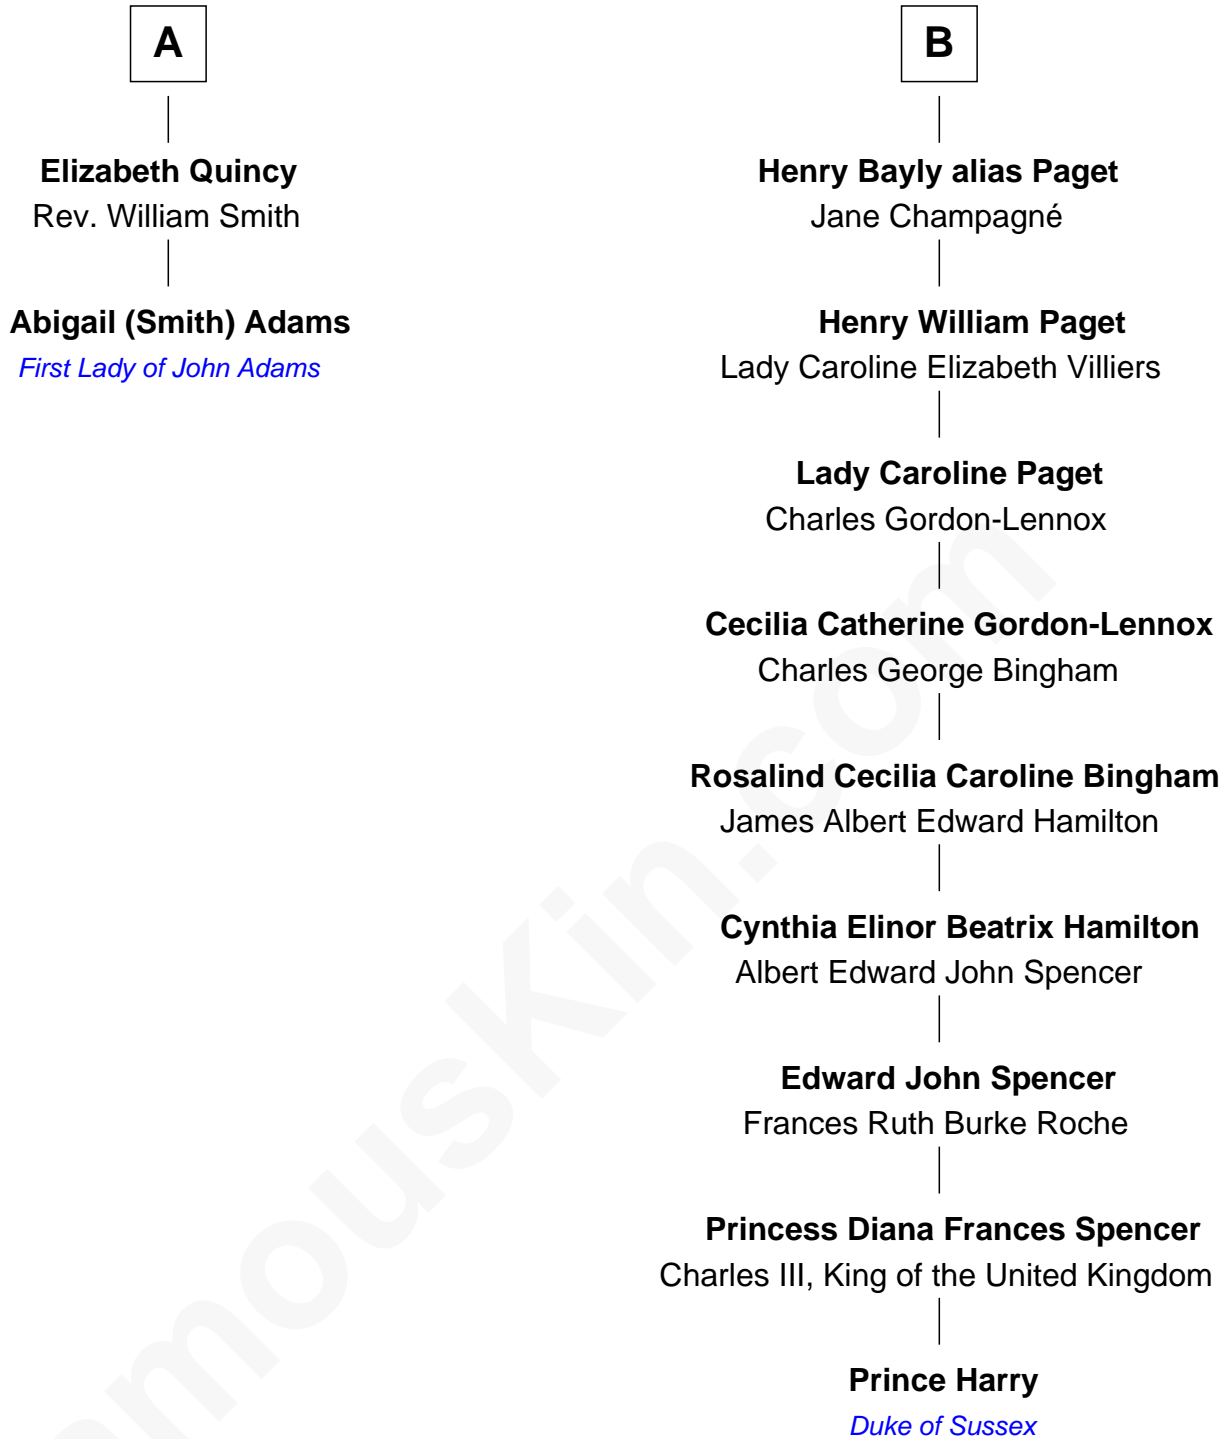 A
Elizabeth Quincy
Rev. William Smith
Abigail (Smith) Adams
First Lady of John Adams
B
Henry Bayly alias Paget
Jane Champagné
Henry William Paget
Lady Caroline Elizabeth Villiers
Lady Caroline Paget
Charles Gordon-Lennox
Cecilia Catherine Gordon-Lennox
Charles George Bingham
Rosalind Cecilia Caroline Bingham
James Albert Edward Hamilton
Cynthia Elinor Beatrix Hamilton
Albert Edward John Spencer
Edward John Spencer
Frances Ruth Burke Roche
Princess Diana Frances Spencer
Charles III, King of the United Kingdom
Prince Harry
Duke of Sussex
amousKin.com